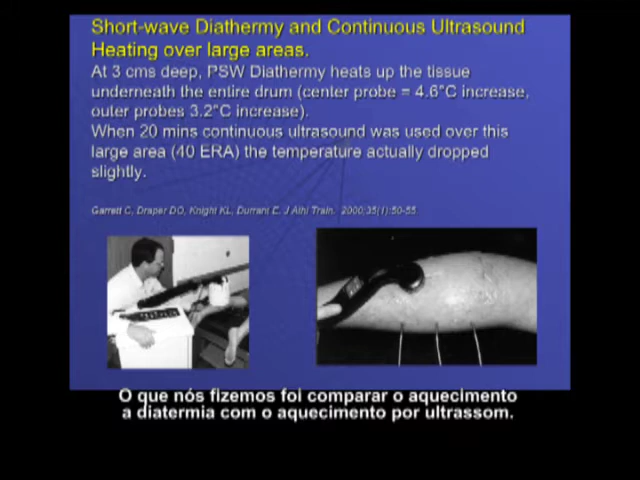 Short-wave Diathermy and Continuous Ultrasound
Heating over large areas.
At 3 cms deep, PSW Diathermy heats up the tissue
underneath the entire drum (center probe = 4.6°C increase,
outer probes 3.2°C increase).
When 20 mins continuous ultrasound was used over this
large area (40 ERA) the temperature actually dropped
slightly.
Garrett C, Draper DO, Knight KL, Durrant E. J Athl Train. 2000;35(1):50-55.
O que nós fizemos foi comparar o aquecimento
a diatermia com o aquecimento por ultrassom.